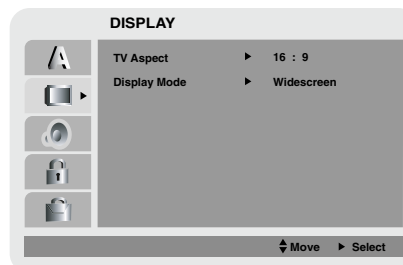 DISPLAY
A
TV Aspect ► 16 : 9
Display Mode ► Widescreen
Move ► Select